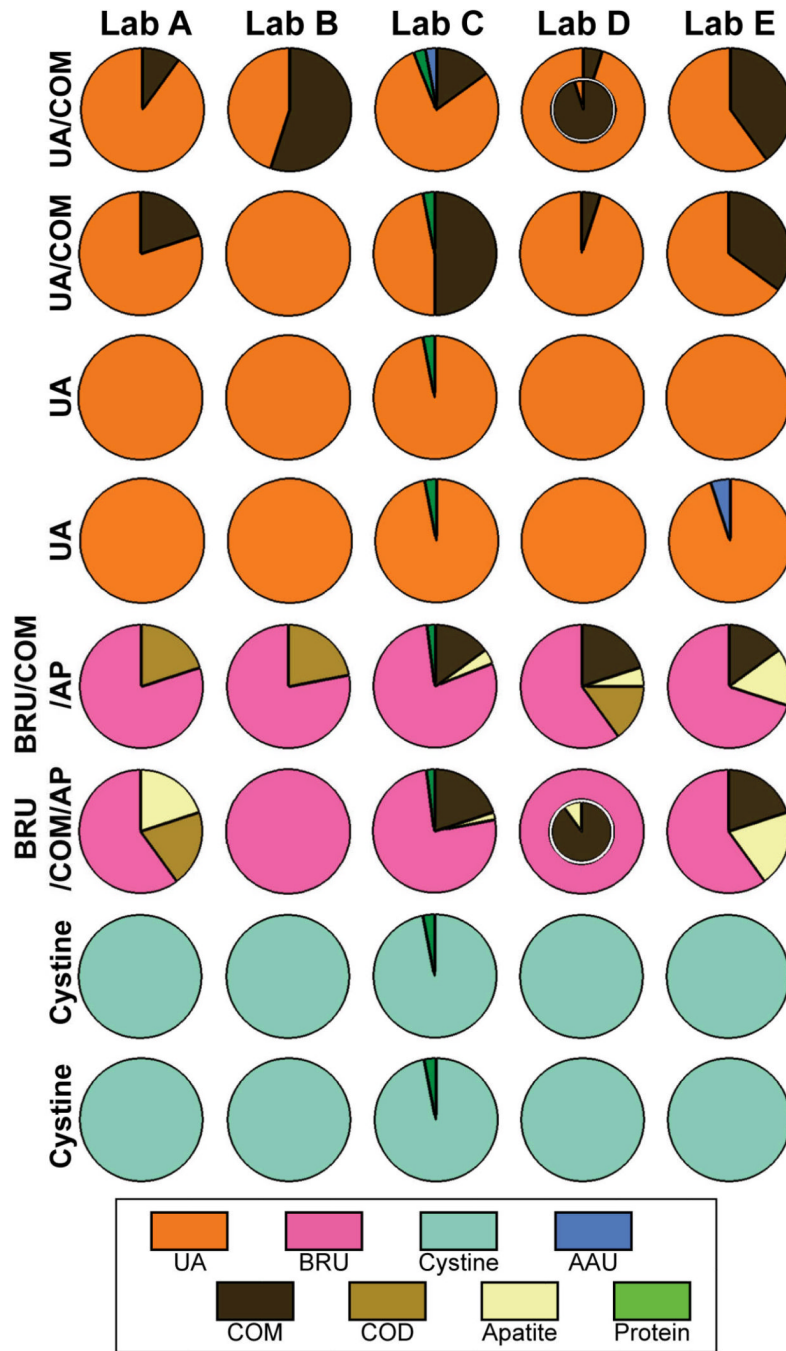 Lab A Lab B Lab C Lab D Lab E
UA/COM
UA/COM
UA
UA
BRU/COM
/AP
BRU
/COM/AP
Cystine
Cystine
UA BRU Cystine AAU
COM COD Apatite Protein